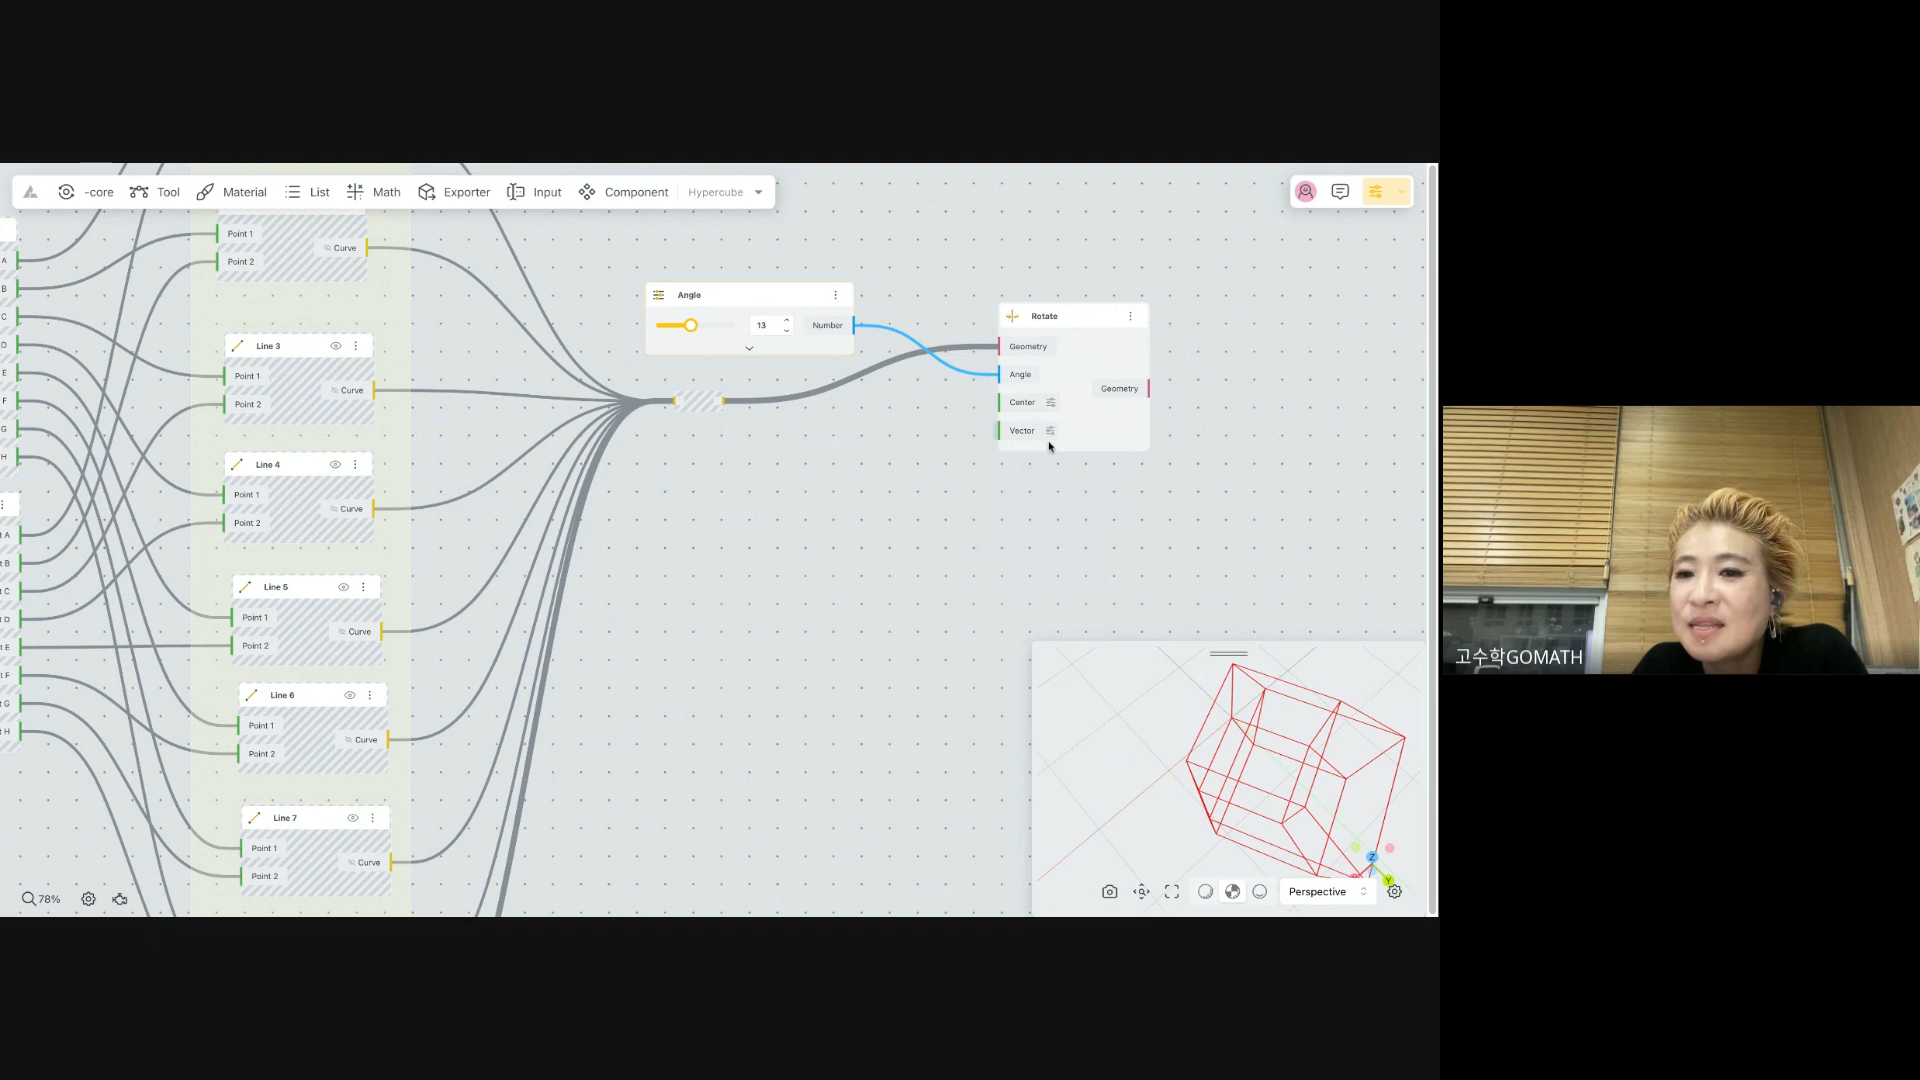 -core Tool Material List Math Exporter Input Component Hypercube
A
B
C
D
E
F
G
H
t A
t B
t C
t D
t E
t F
t G
t H
Point 1
Curve
Point 2
Line 3
Point 1
Curve
Point 2
Line 4
Point 1
Curve
Point 2
Line 5
Point 1
Curve
Point 2
Line 6
Point 1
Curve
Point 2
Line 7
Point 1
Curve
Point 2
Angle
13 Number
Rotate
Geometry
Angle
Geometry
Center
Vector
Z
Y
Perspective
78%
고수학GOMATH